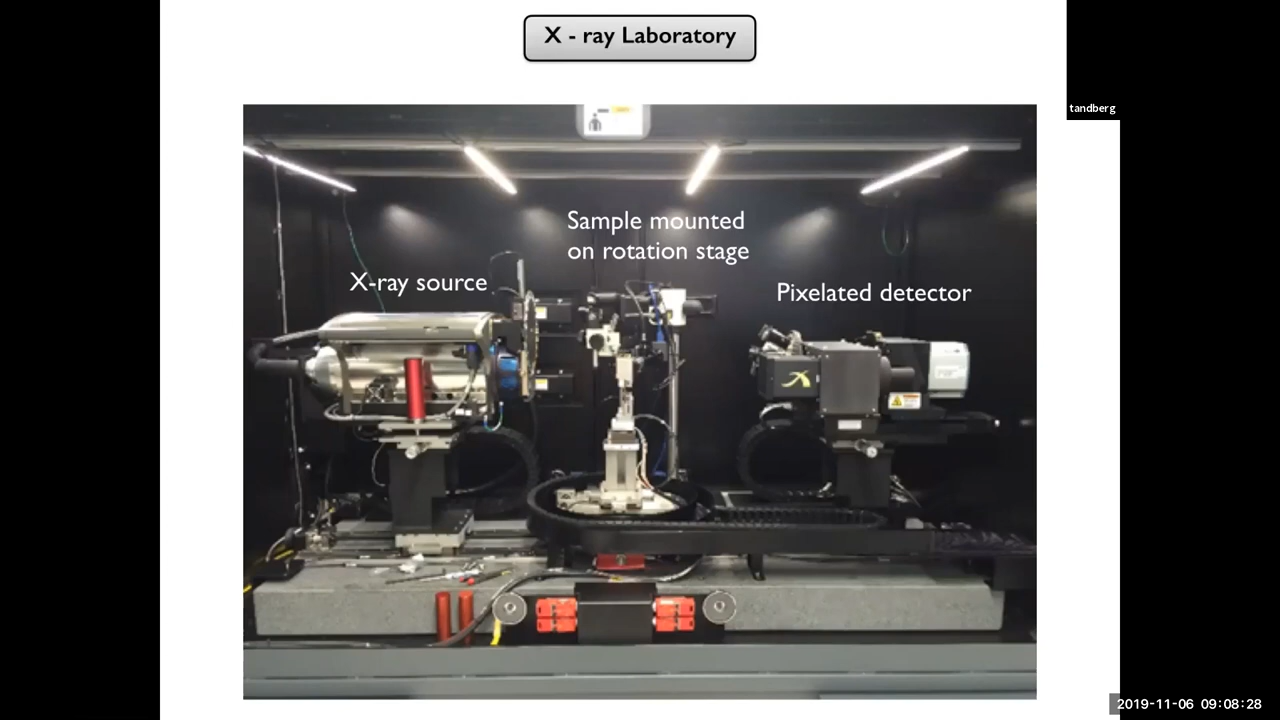 X - ray Laboratory
tandberg
Sample mounted
on rotation stage
X-ray source
Pixelated detector
2019-11-06 09:08:28